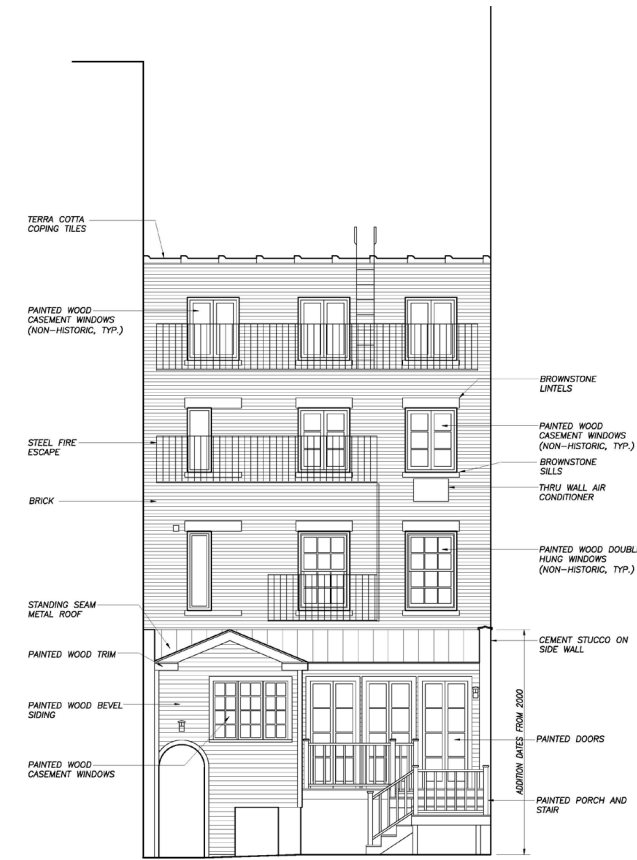 TERRA COTTA
COPING TILES
PAINTED WOOD
CASEMENT WINDOWS
(NON-HISTORIC, TYP.)
STEEL FIRE
ESCAPE
BRICK
STANDING SEAM
METAL ROOF
PAINTED WOOD TRIM
PAINTED WOOD BEVEL
SIDING
PAINTED WOOD
CASEMENT WINDOWS
BROWNSTONE
LINTELS
PAINTED WOOD
CASEMENT WINDOWS
(NON-HISTORIC, TYP.)
BROWNSTONE
SILLS
THRU WALL AIR
CONDITIONER
PAINTED WOOD DOUBL
HUNG WINDOWS
(NON-HISTORIC, TYP.)
CEMENT STUCCO ON
SIDE WALL
ADDITION DATES FROM 2000
PAINTED DOORS
PAINTED PORCH AND
STAIR